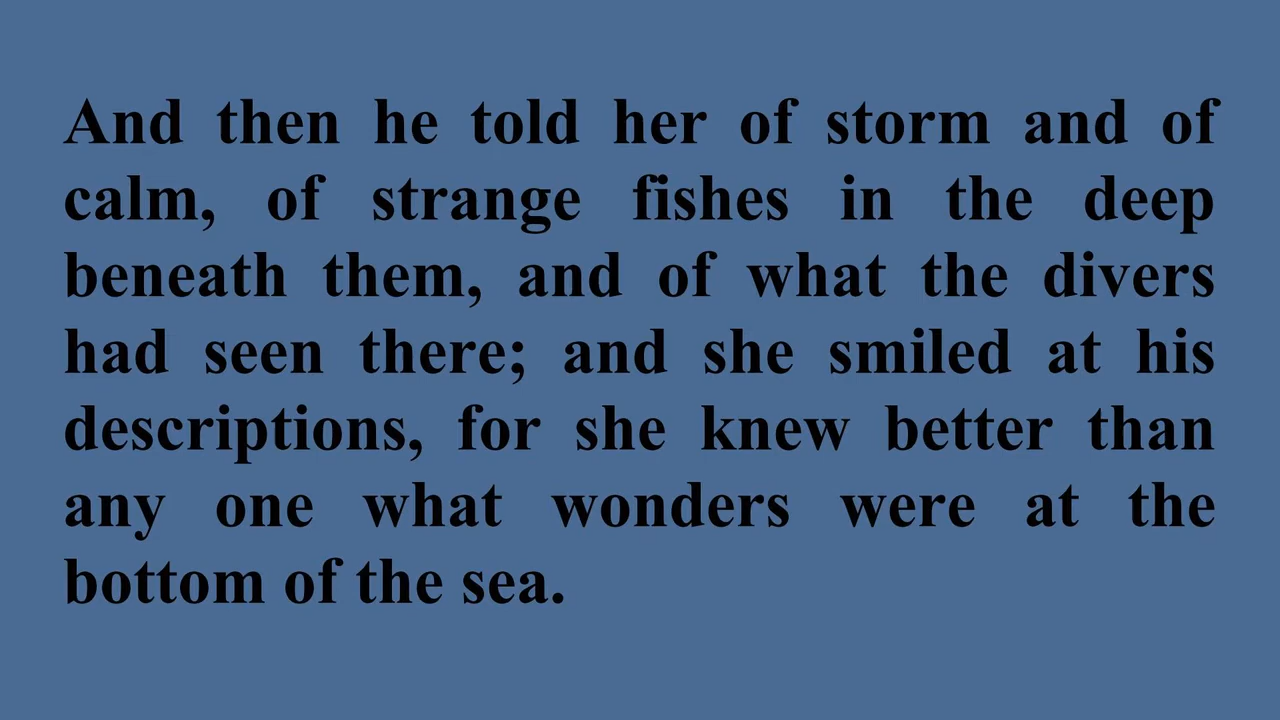 And then he told her of storm and of
calm, of strange fishes in the deep
beneath them, and of what the divers
had seen there; and she smiled at his
descriptions, for she knew better than
any one what wonders were at the
bottom of the sea.